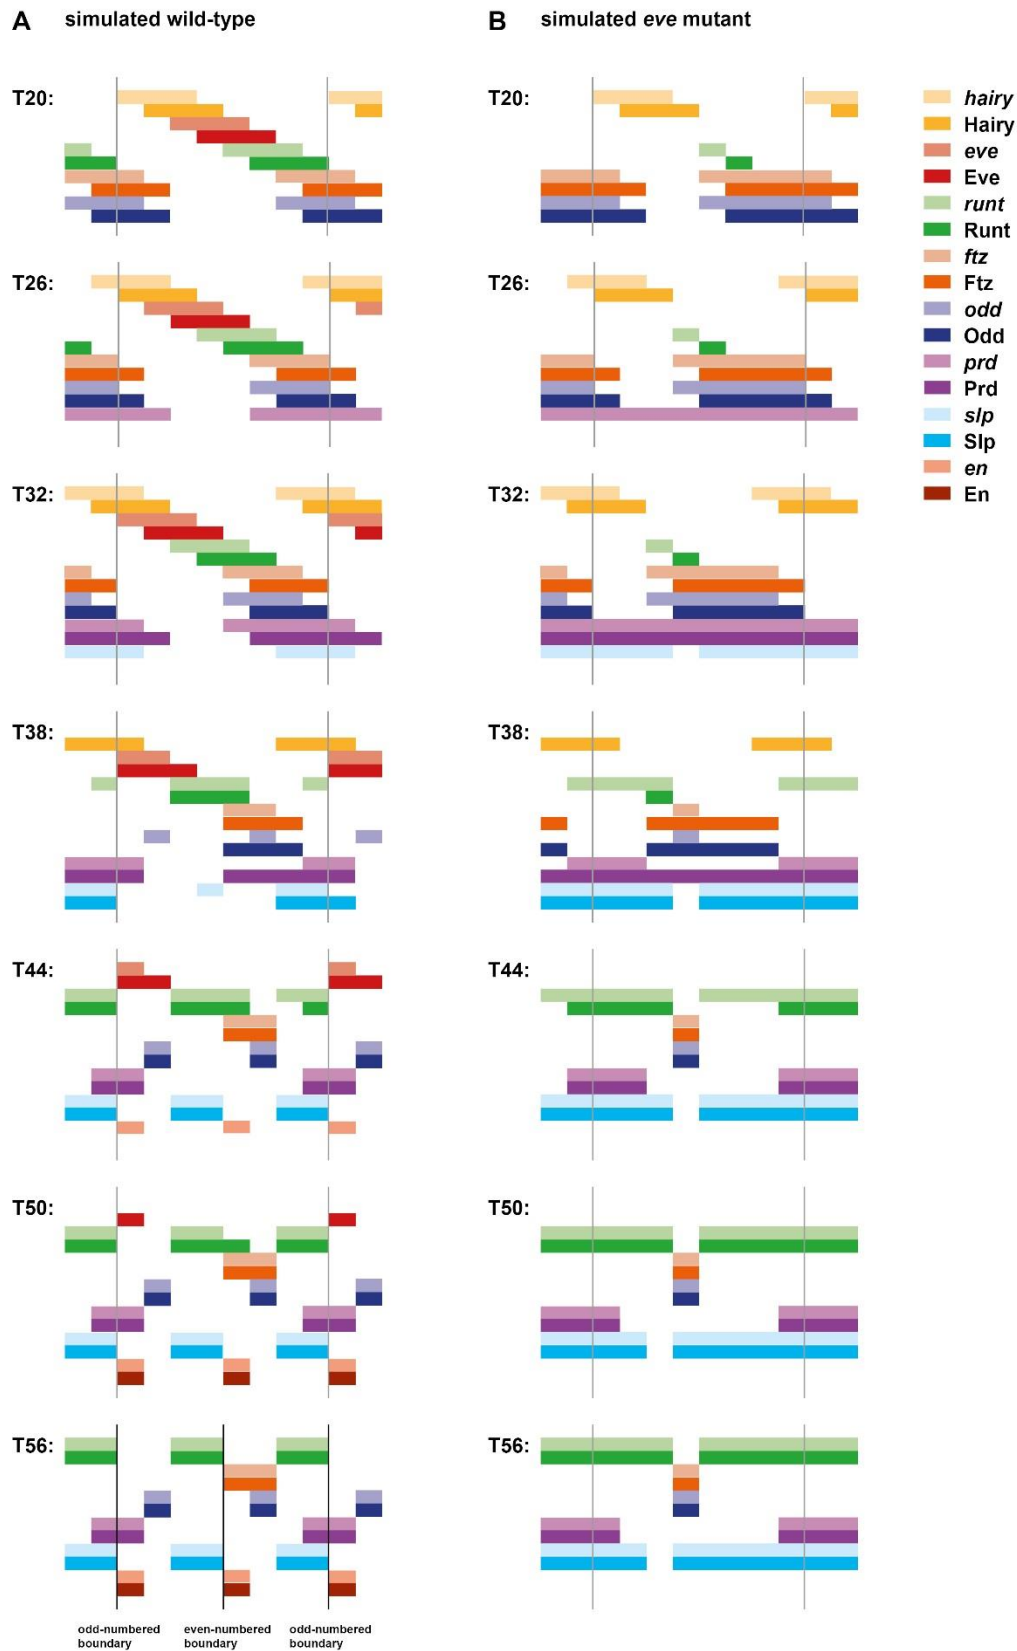 A simulated wild-type
B simulated eve mutant
T20:
T20:
hairy
Hairy
eve
Eve
runt
Runt
ftz
Ftz
odd
Odd
prd
Prd
slp
Slp
en
En
T26:
T26:
T32:
T32:
T38:
T38:
T44:
T44:
T50:
T50:
T56:
T56:
odd-numbered
boundary
even-numbered
boundary
odd-numbered
boundary